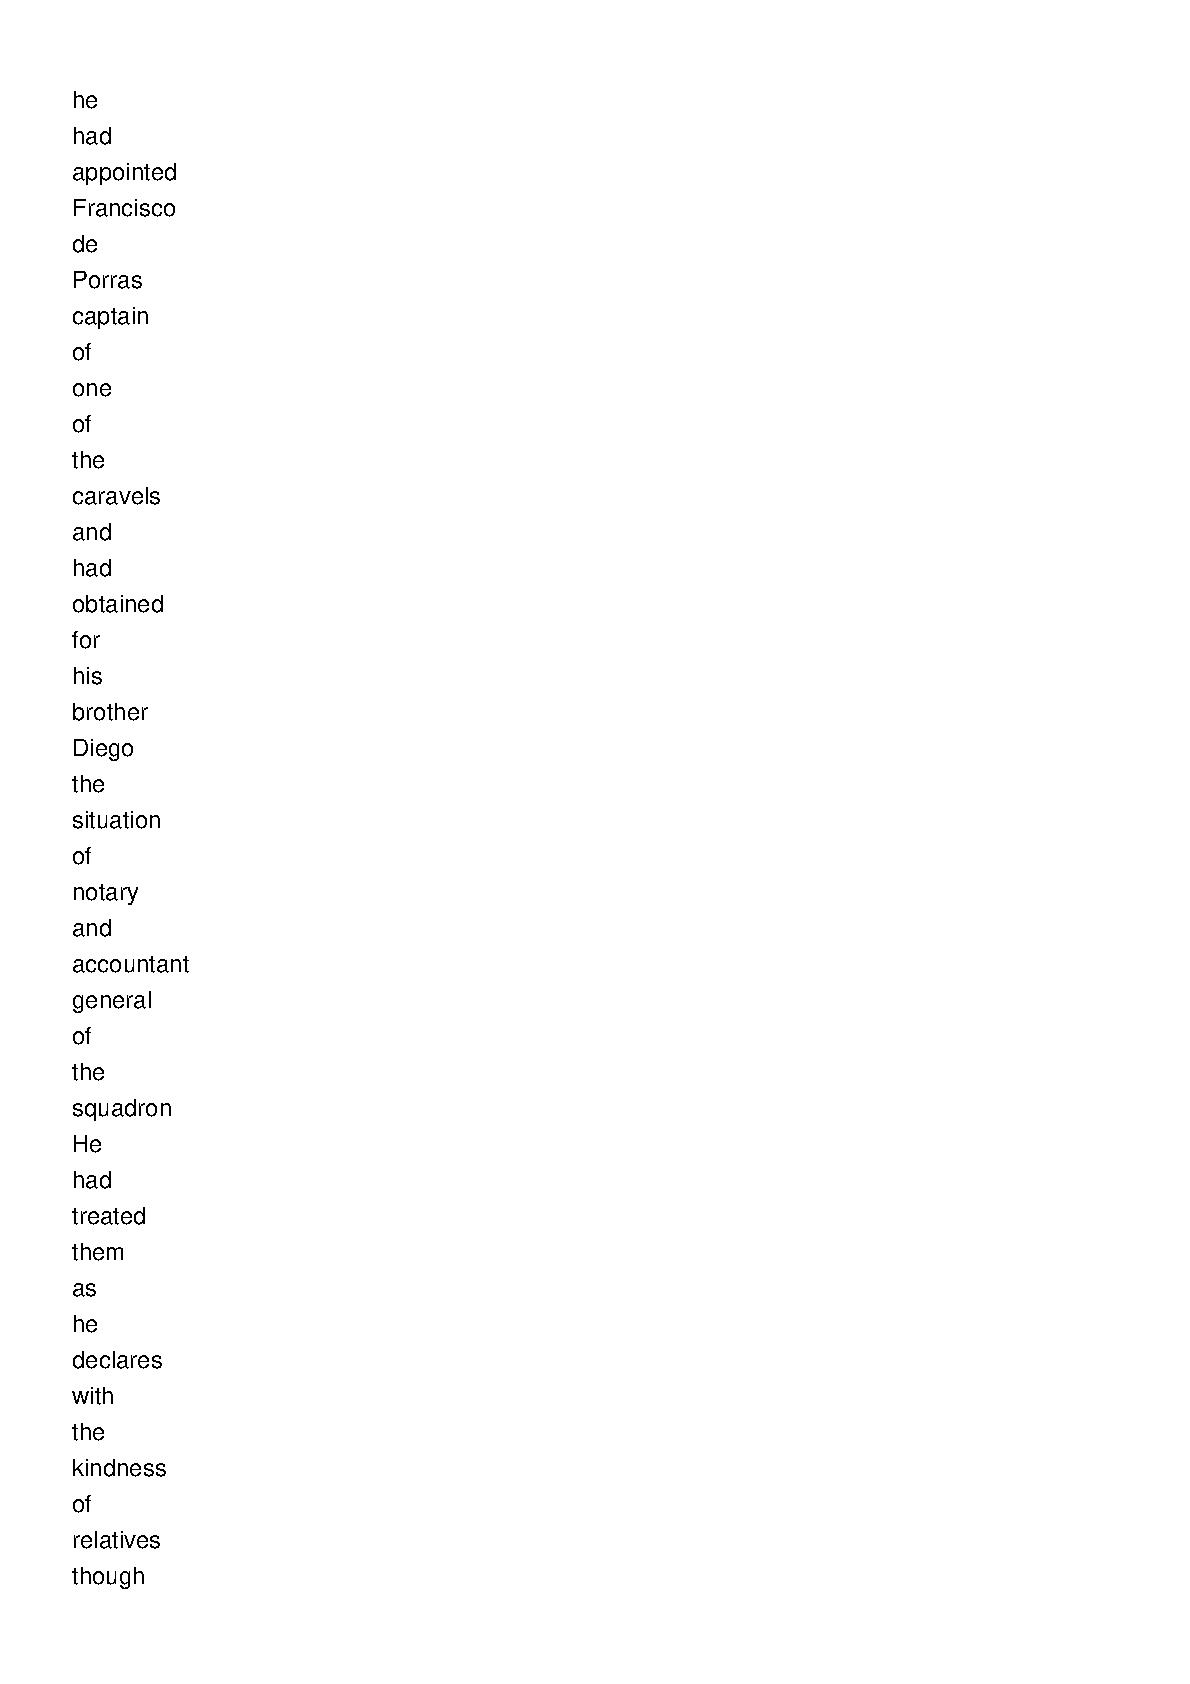 he
had
appointed
Francisco
de
Porras
captain
of
one
of
the
caravels
and
had
obtained
for
his
brother
Diego
the
situation
of
notary
and
accountant
general
of
the
squadron
He
had
treated
them
as
he
declares
with
the
kindness
of
relatives
though